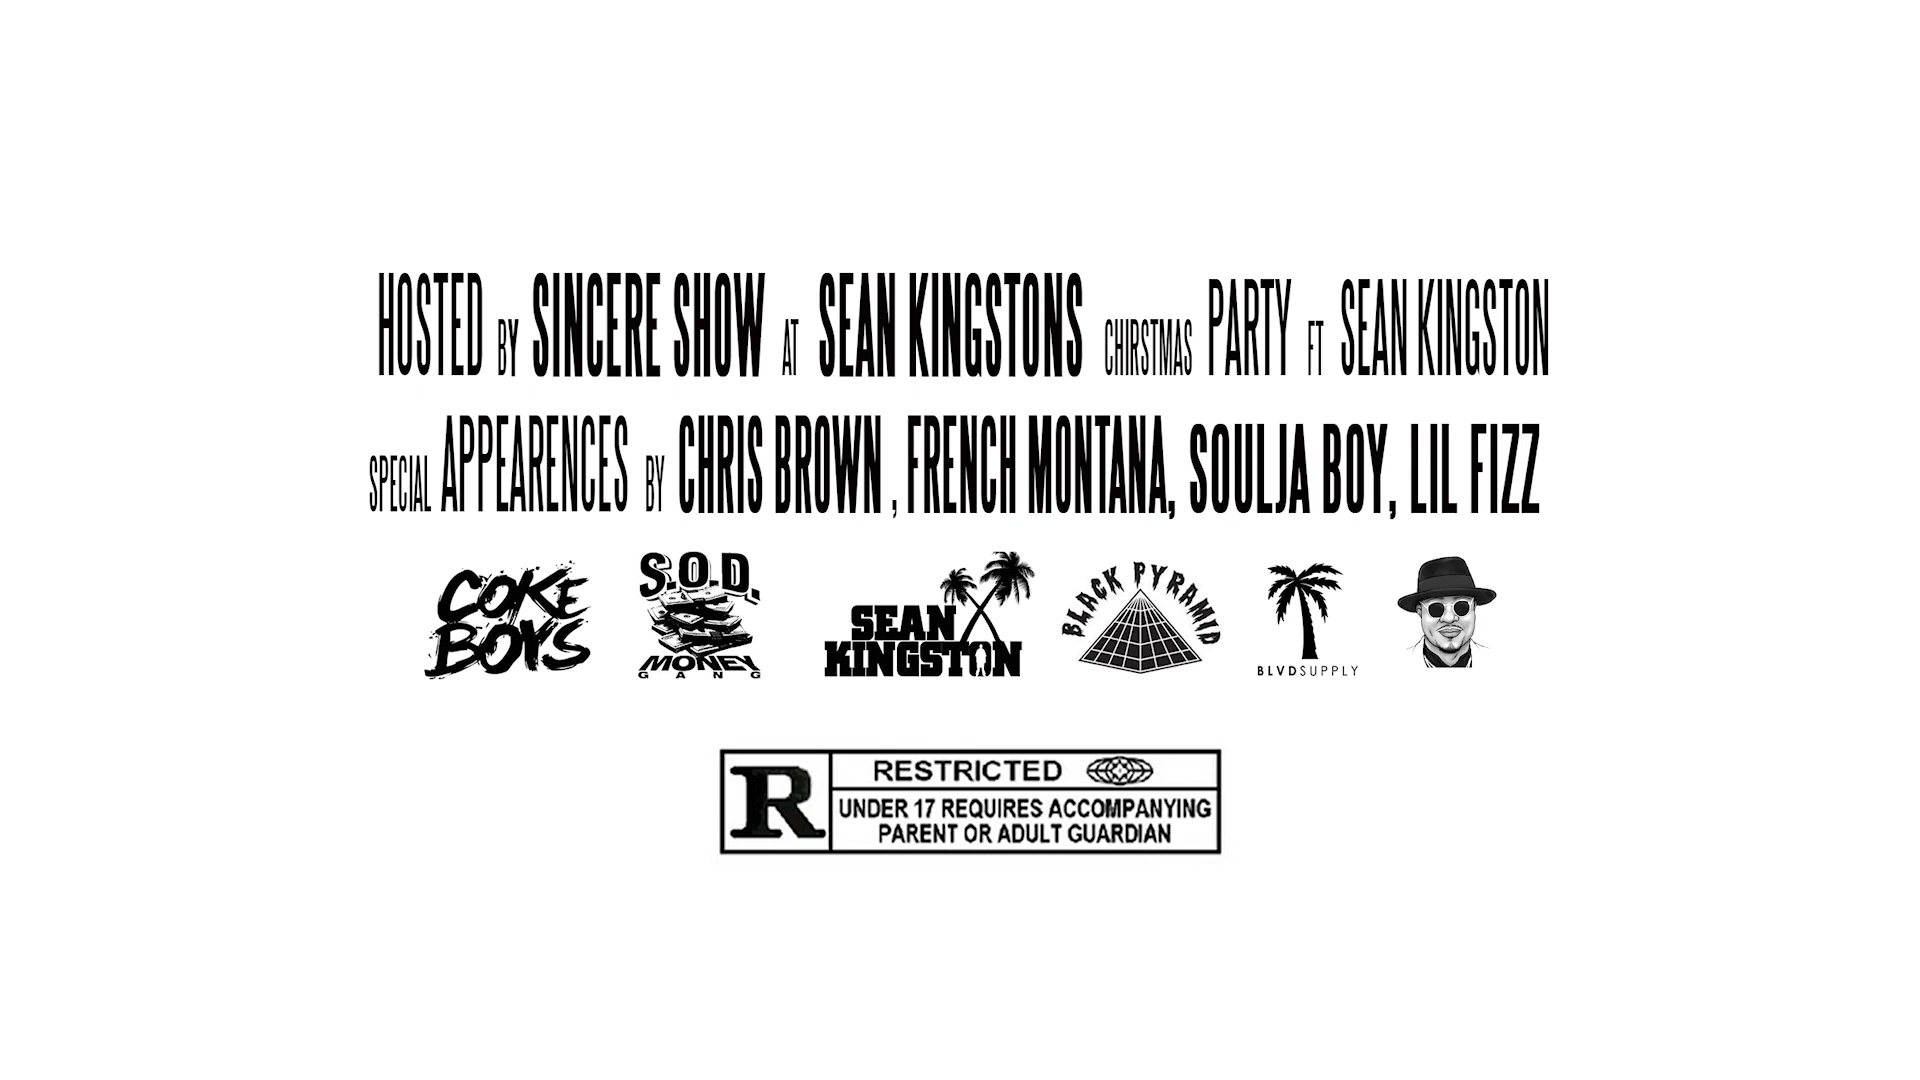 HOSTED BY SINCERE SHOW AT SEAN KINGSTONS CHIRSTMAS PARTY FT SEAN KINGSTON
SPECIAL APPEARENCES BY CHRIS BROWN , FRENCH MONTANA, SOULJA BOY, LIL FIZZ
COKE
BOYS
S.O.D.
MONEY
GANG
SEAN
KINGSTON
BLACK PYRAMID
BLVDSUPPLY
R
RESTRICTED
UNDER 17 REQUIRES ACCOMPANYING
PARENT OR ADULT GUARDIAN